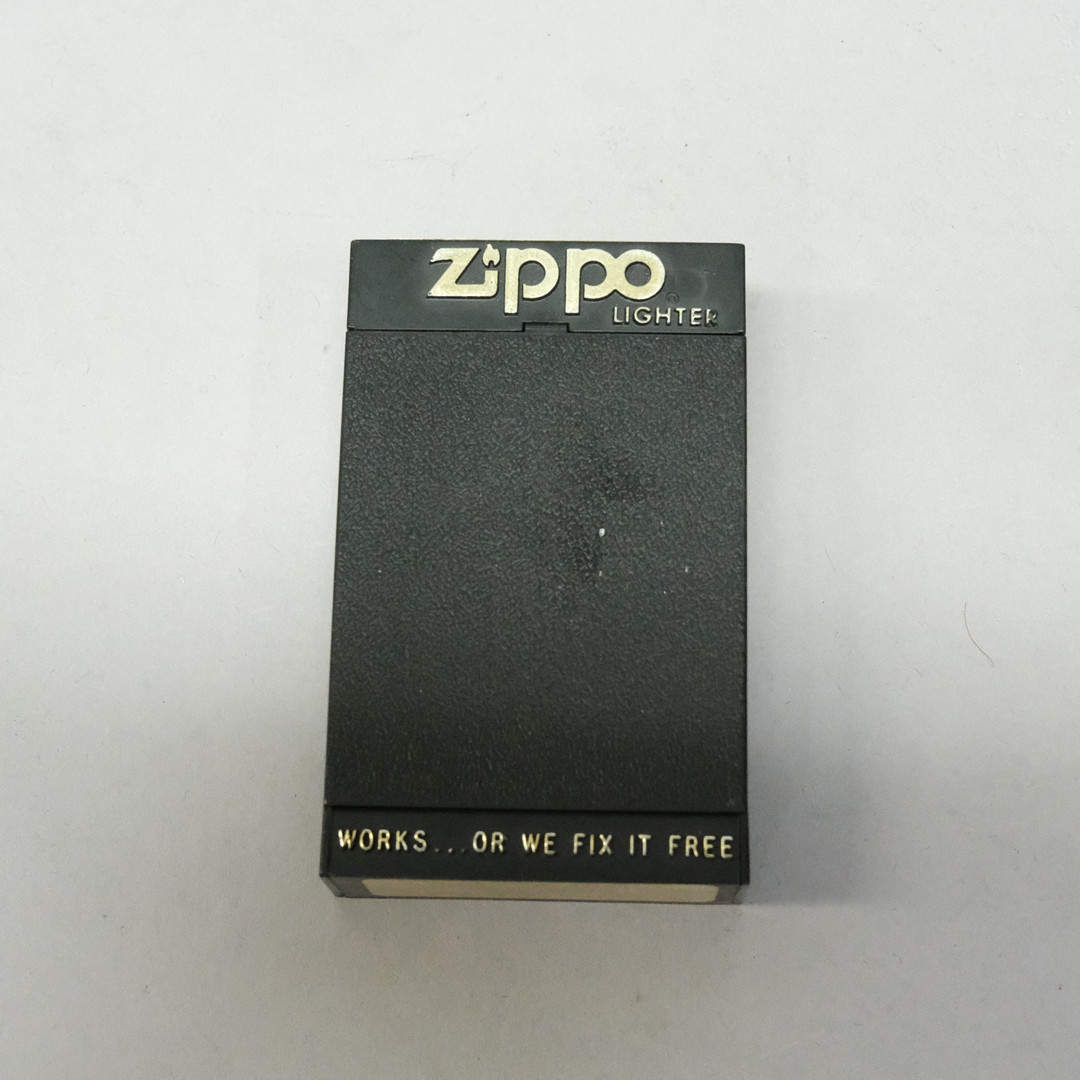 Zippo
LIGHTER
WORKS...OR WE FIX IT FREE